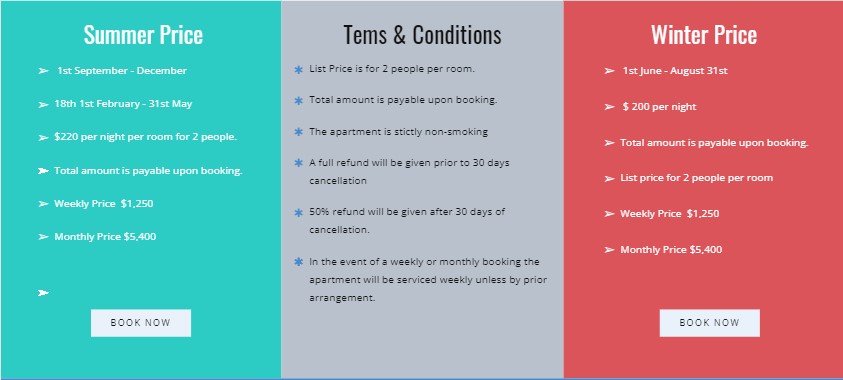 Summer Price
1st September - December
18th 1st February - 31st May
$220 per night per room for 2 people.
Total amount is payable upon booking.
Weekly Price $1,250
Monthly Price $5,400
BOOK NOW
Tems & Conditions
List Price is for 2 people per room.
Total amount is payable upon booking.
The apartment is stictly non-smoking
A full refund will be given prior to 30 days
cancellation
50% refund will be given after 30 days of
cancellation.
In the event of a weekly or monthly booking the
apartment will be serviced weekly unless by prior
arrangement.
Winter Price
1st June - August 31st
$ 200 per night
Total amount is payable upon booking.
List price for 2 people per room
Weekly Price $1,250
Monthly Price $5,400
BOOK NOW